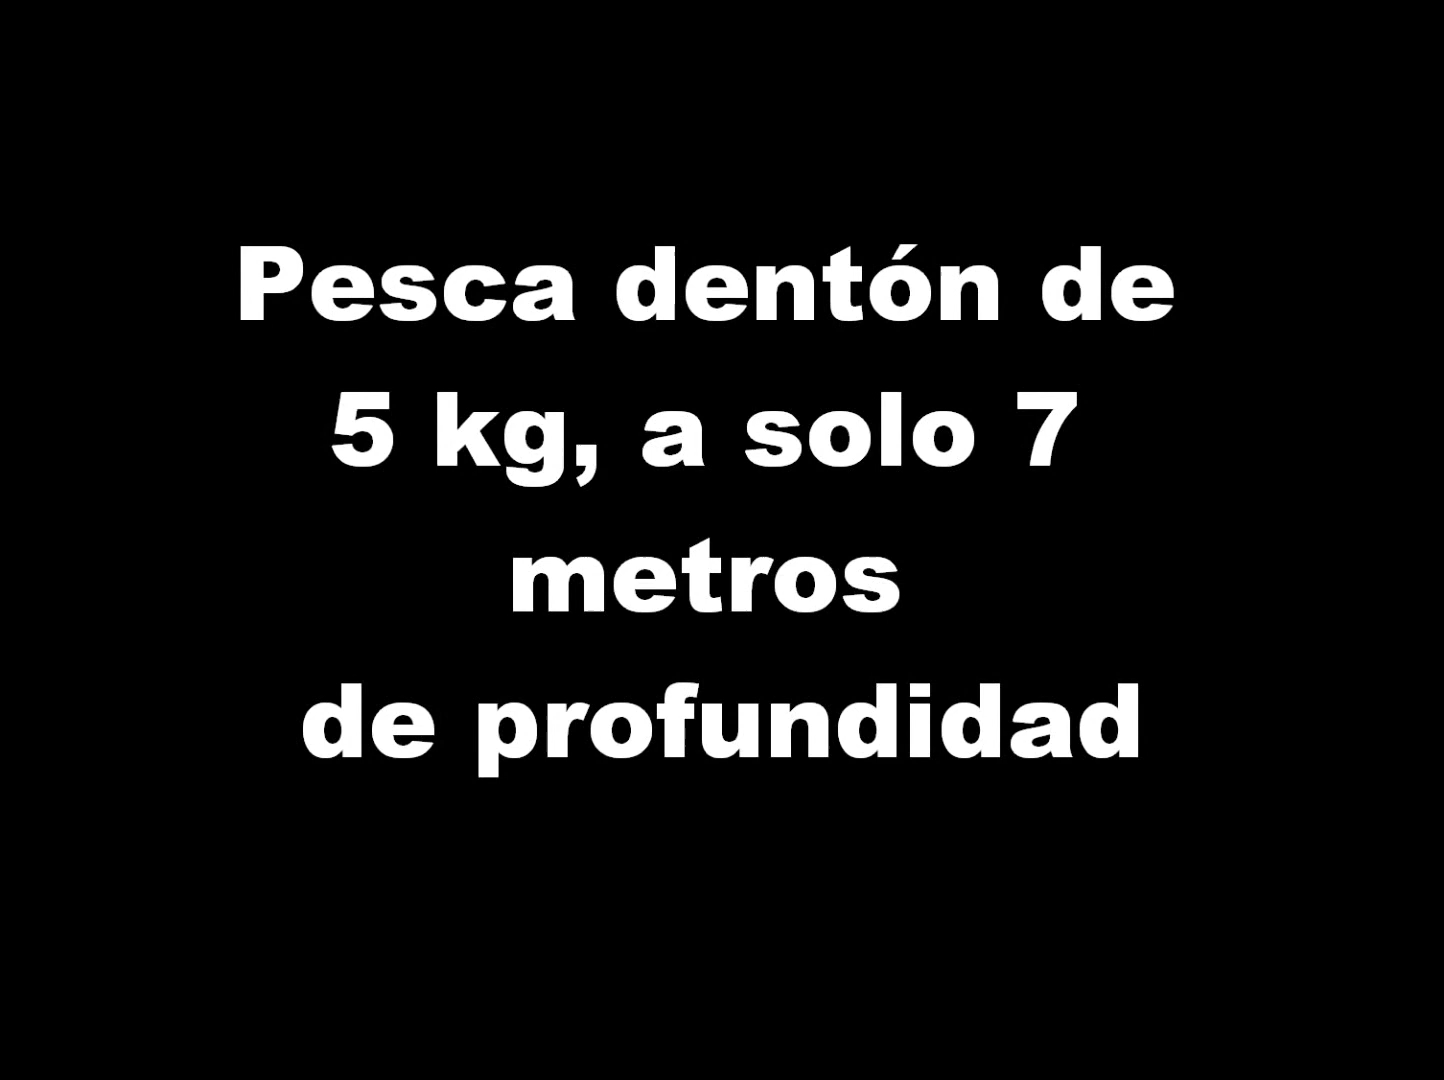 Pesca dentón de
5 kg, a solo 7
metros
de profundidad